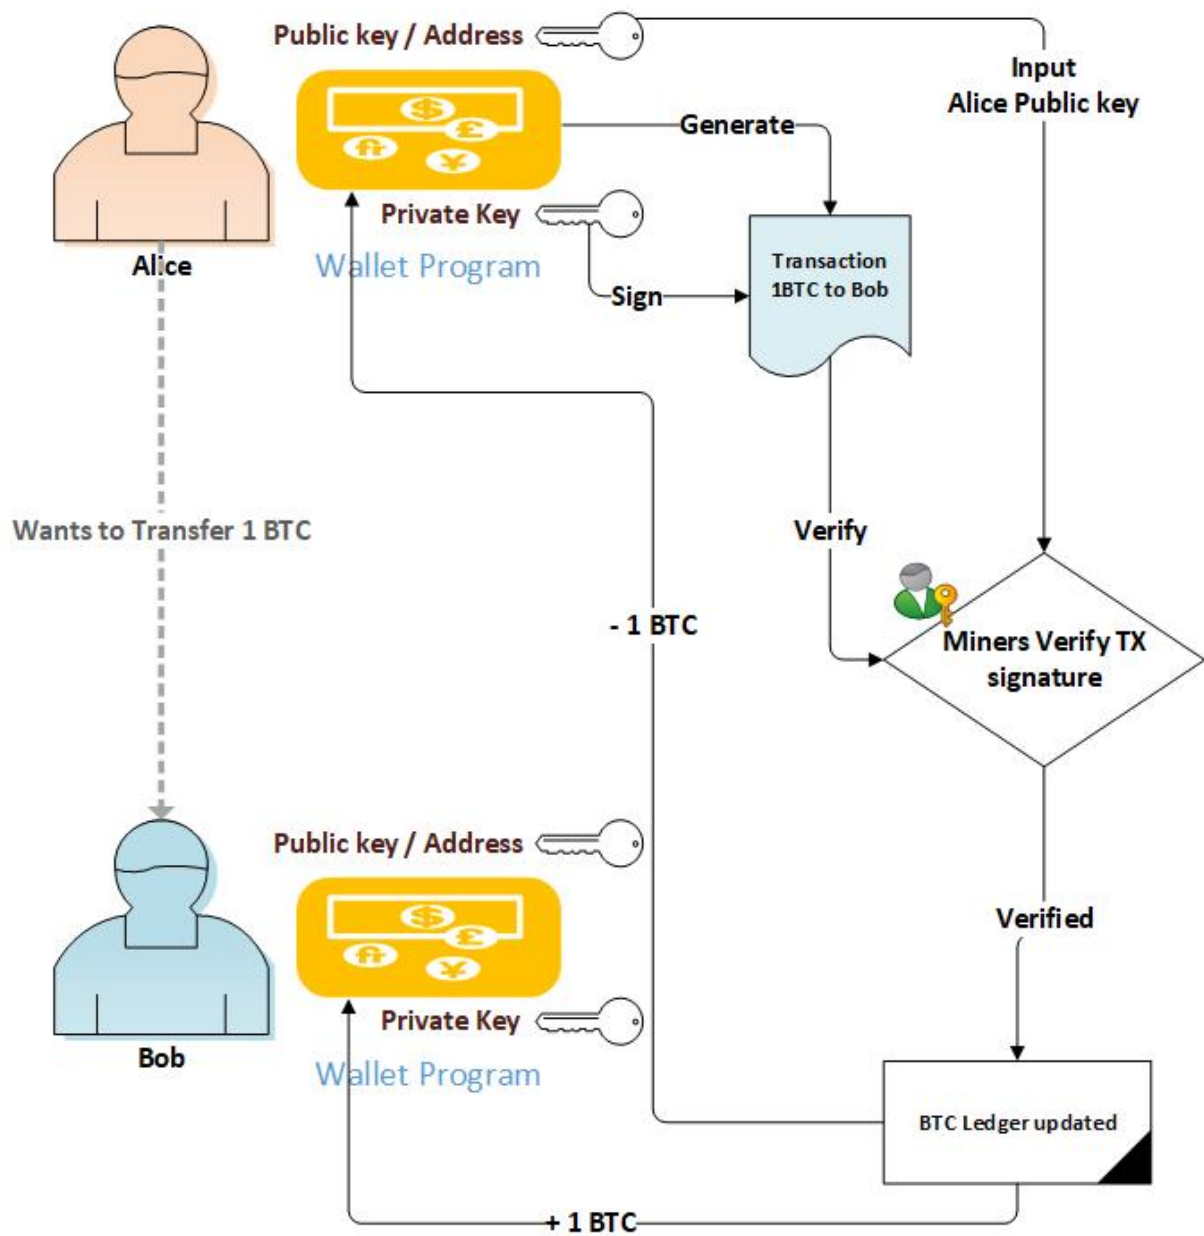 Public key / Address
Input
Alice Public key
$
£
fr
¥
Generate
Private Key
Wallet Program
Alice
Sign
Transaction
1BTC to Bob
Wants to Transfer 1 BTC
Verify
- 1 BTC
Miners Verify TX
signature
Public key / Address
$
£
fr
¥
Verified
Private Key
Wallet Program
Bob
BTC Ledger updated
+ 1 BTC